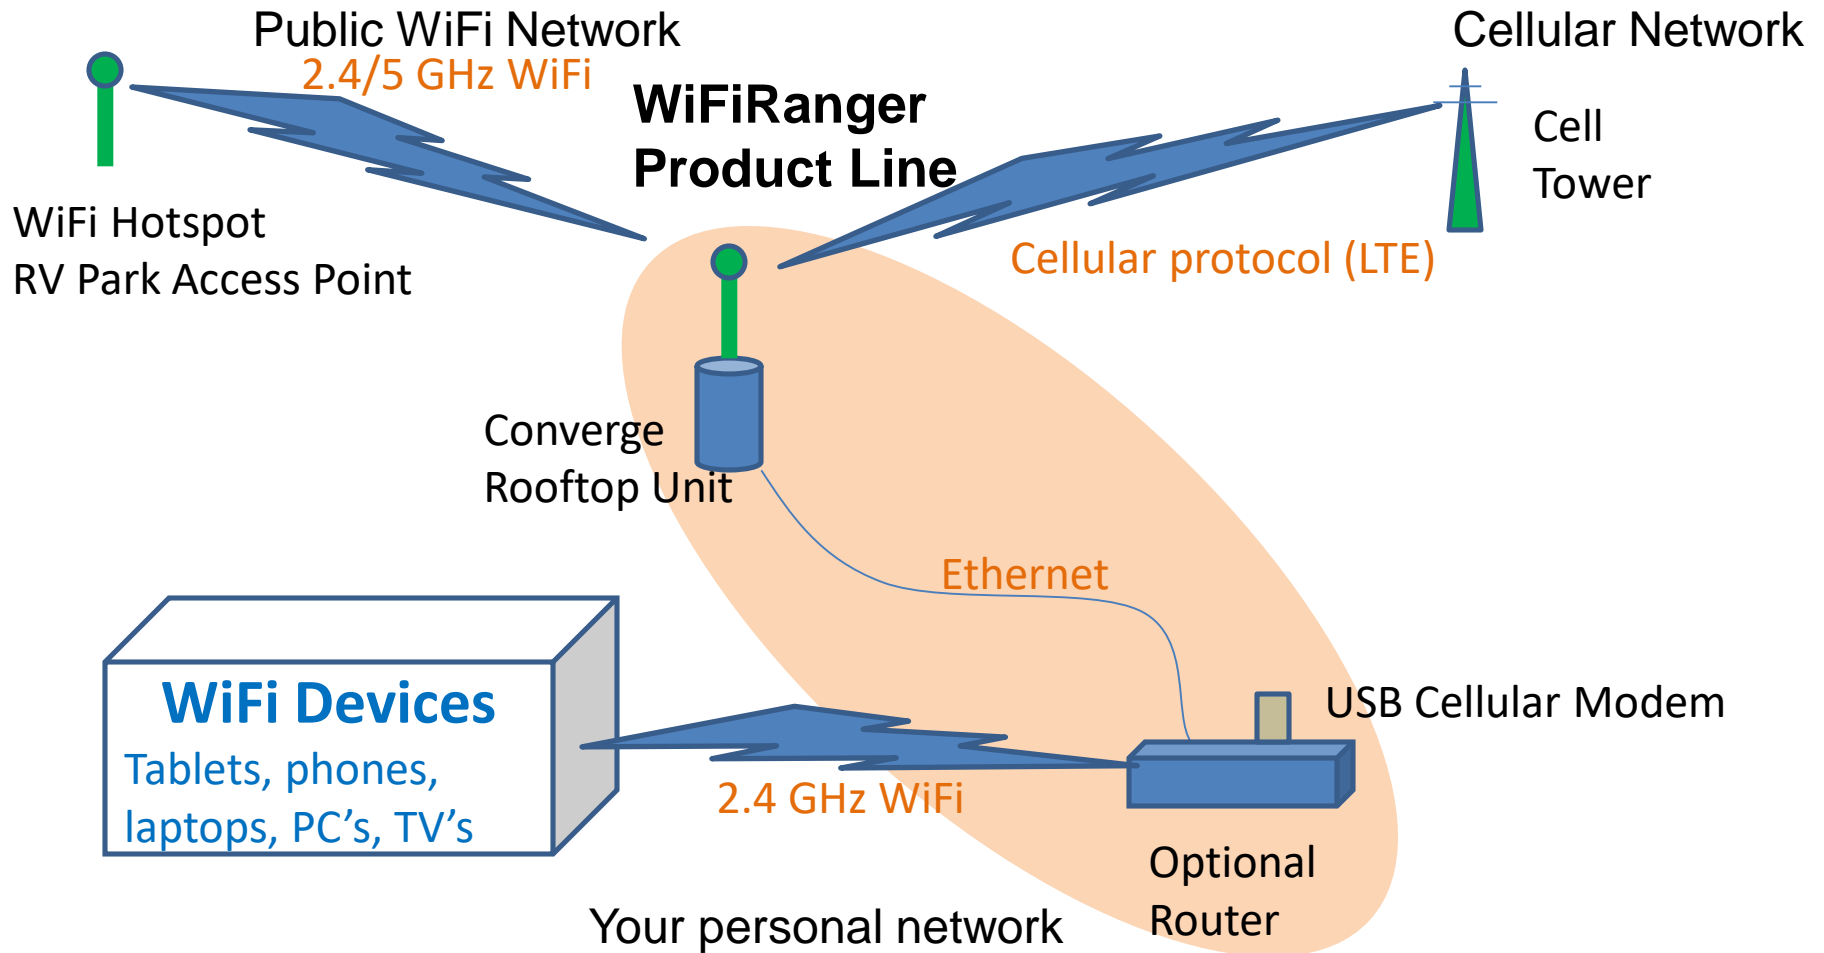 Public WiFi Network
2.4/5 GHz WiFi
Cellular Network
WiFiRanger
Product Line
Cell
Tower
WiFi Hotspot
RV Park Access Point
Cellular protocol (LTE)
Converge
Rooftop Unit
Ethernet
WiFi Devices
Tablets, phones,
laptops, PC’s, TV’s
USB Cellular Modem
2.4 GHz WiFi
Optional
Router
Your personal network